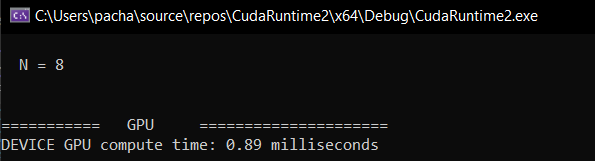 C:\Users\pacha\source\repos\CudaRuntime2\x64\Debug\CudaRuntime2.exe
N = 8
=========== GPU =====================
DEVICE GPU compute time: 0.89 milliseconds